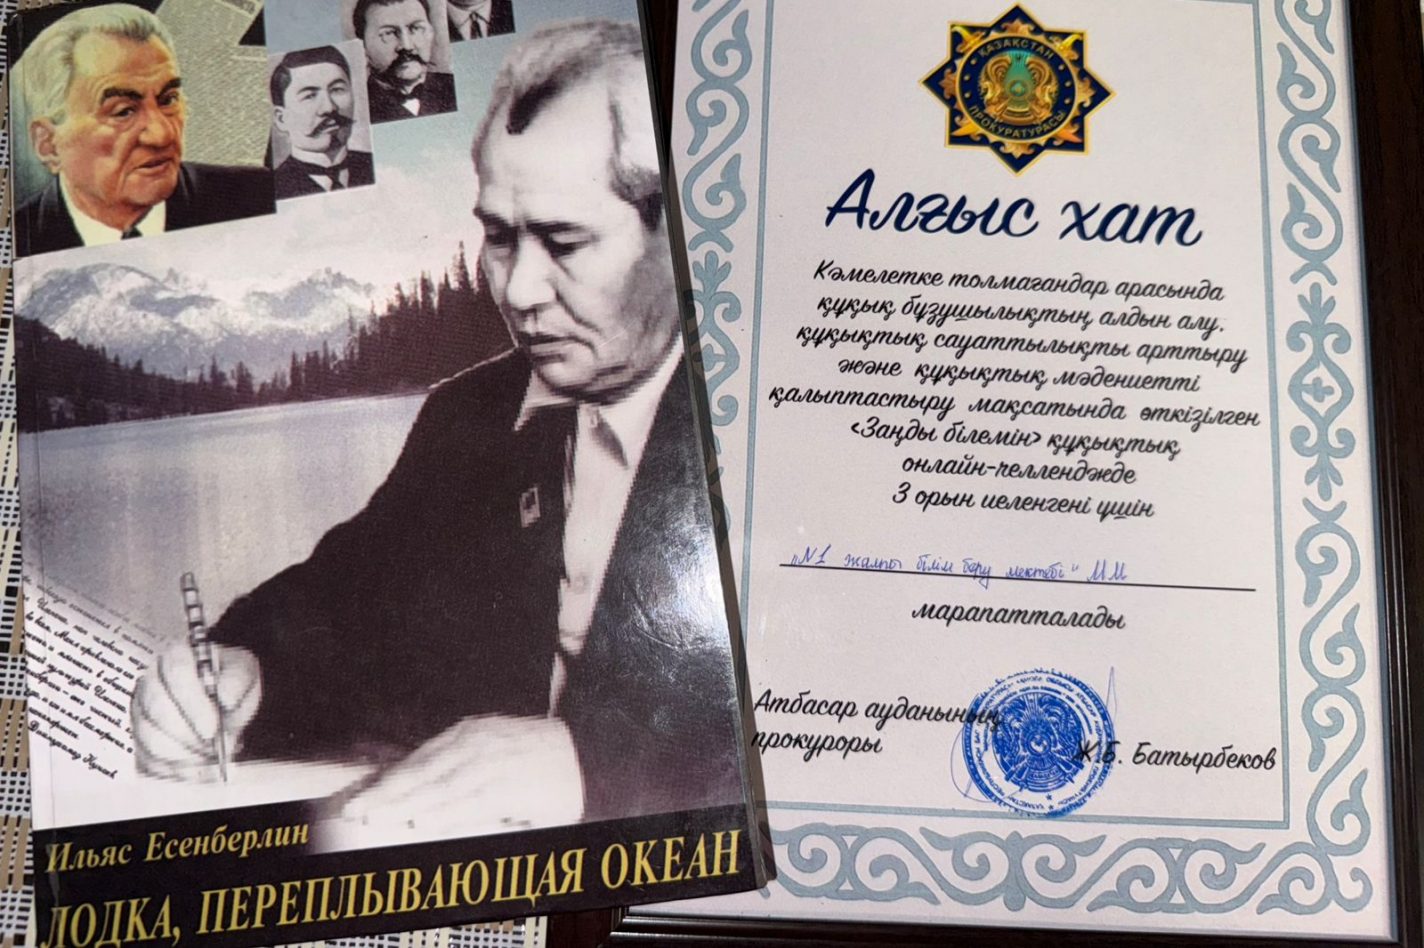 Ильяс Есенберлин
ЛОДКА, ПЕРЕПЛЫВАЮЩАЯ ОКЕАН
ҚАЗАҚСТАН
ПРОКУРАТУРАСЫ
Алғыс хат
Кәмелетке толмағандар арасында
құқық бұзушылықтың алдын алу,
құқықтық сауаттылықты арттыру
және құқықтық мәдениетті
қалыптастыру мақсатында өткізілген
«Заңды білемін» құқықтық
онлайн-челленджде
3 орын иеленгені үшін
"№1 жалпы білім беру мектебі" ММ
марапатталады
Атбасар ауданының
прокуроры
Ж.Б. Батырбеков